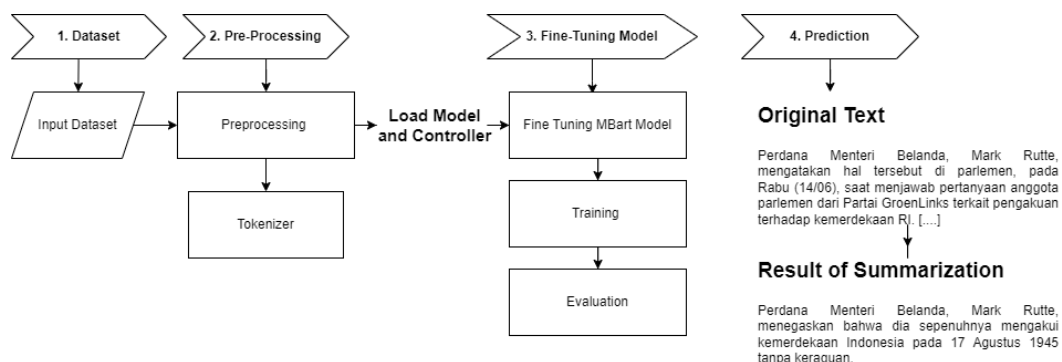 1. Dataset
2. Pre-Processing
3. Fine-Tuning Model
4. Prediction
Input Dataset
Preprocessing
Load Model
and Controller
Fine Tuning MBart Model
Tokenizer
Training
Evaluation
Original Text
Perdana Menteri Belanda, Mark Rutte,
mengatakan hal tersebut di parlemen, pada
Rabu (14/06), saat menjawab pertanyaan anggota
parlemen dari Partai GroenLinks terkait pengakuan
terhadap kemerdekaan RI. [....]
Result of Summarization
Perdana Menteri Belanda, Mark Rutte,
menegaskan bahwa dia sepenuhnya mengakui
kemerdekaan Indonesia pada 17 Agustus 1945
tanpa keraguan.